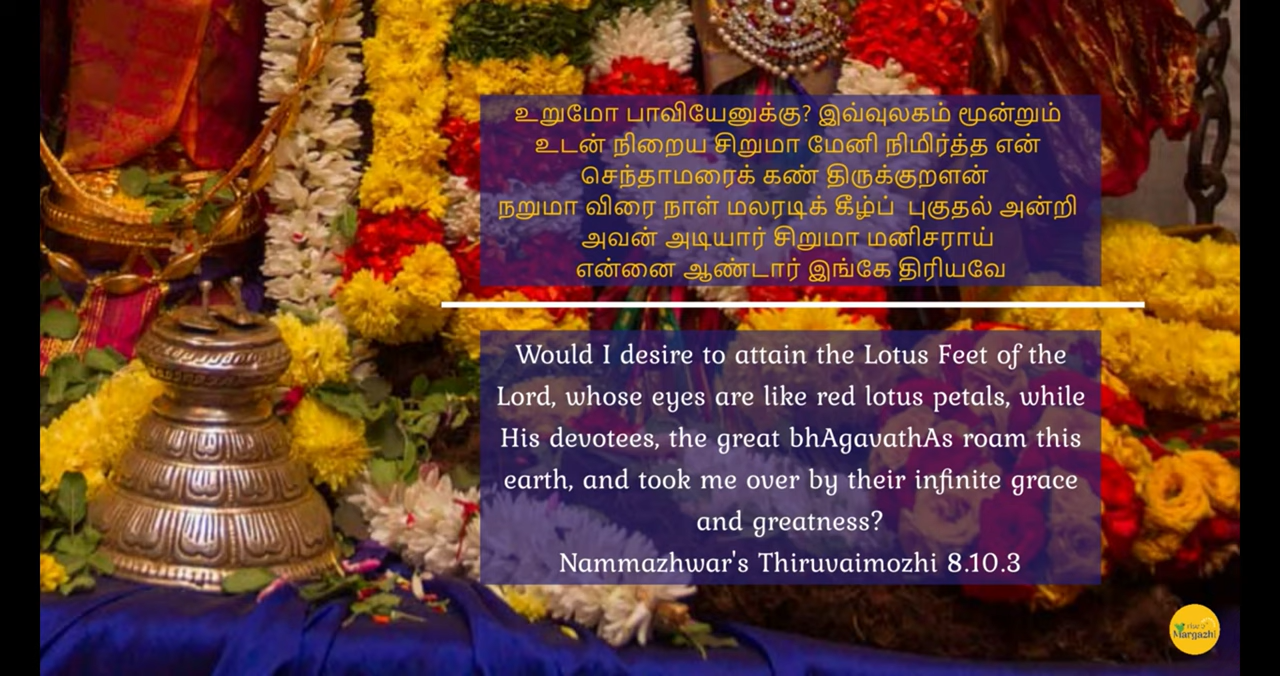 உறுமோ பாவியேனுக்கு? இவ்வுலகம் மூன்றும்
உடன் நிறைய சிறுமா மேனி நிமிர்த்த என்
செந்தாமரைக் கண் திருக்குறளன்
நறுமா விரை நாள் மலரடிக் கீழ்ப் புகுதல் அன்றி
அவன் அடியார் சிறுமா மனிசராய்
என்னை ஆண்டார் இங்கே திரியவே
Would I desire to attain the Lotus Feet of the
Lord, whose eyes are like red lotus petals, while
His devotees, the great bhAgavathAs roam this
earth, and took me over by their infinite grace
and greatness?
Nammazhwar's Thiruvaimozhi 8.10.3
Margazhi